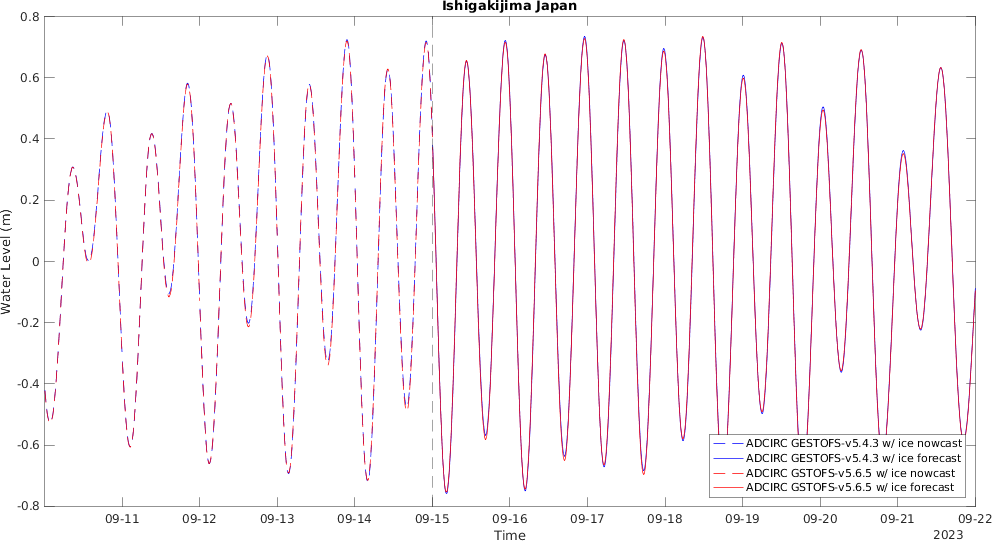 Ishigakijima Japan
0.8
0.6
0.4
0.2
0
-0.2
-0.4
-0.6
-0.8
Water Level (m)
09-11 09-12 09-13 09-14 09-15 09-16 09-17 09-18 09-19 09-20 09-21 09-22
Time
2023
ADCIRC GESTOFS-v5.4.3 w/ ice nowcast
ADCIRC GESTOFS-v5.4.3 w/ ice forecast
ADCIRC GSTOFS-v5.6.5 w/ ice nowcast
ADCIRC GSTOFS-v5.6.5 w/ ice forecast